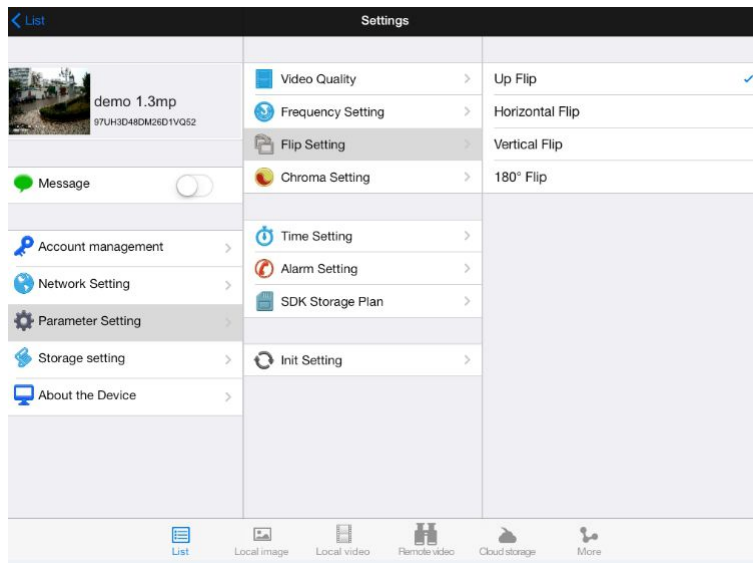 List
Settings
demo 1.3mp
97UH3D48DM26D1VQ52
Message
Account management
Network Setting
Parameter Setting
Storage setting
About the Device
Video Quality
Frequency Setting
Flip Setting
Chroma Setting
Time Setting
Alarm Setting
SDK Storage Plan
Init Setting
Up Flip
Horizontal Flip
Vertical Flip
180° Flip
List
Local image
Local video
Remote video
Cloud storage
More